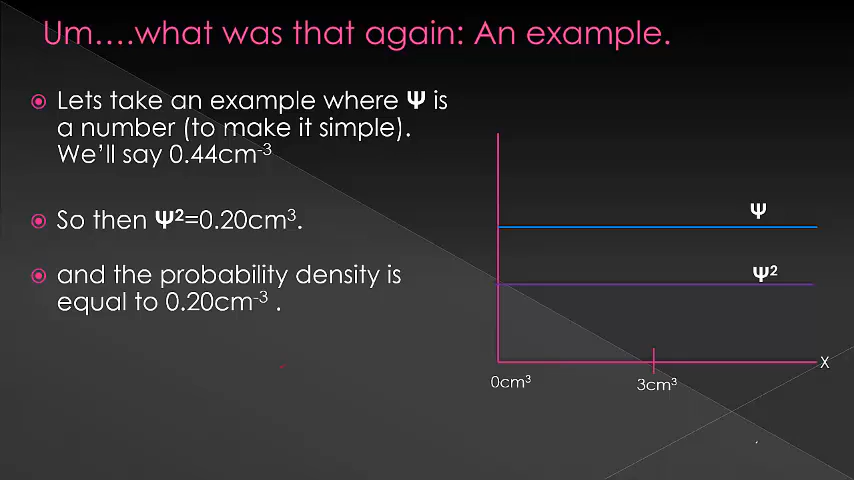 Um....what was that again: An example.
Lets take an example where Ψ is
a number (to make it simple).
We'll say 0.44cm⁻³
So then Ψ²=0.20cm³.
and the probability density is
equal to 0.20cm⁻³ .
Ψ
Ψ²
X
0cm³
3cm³